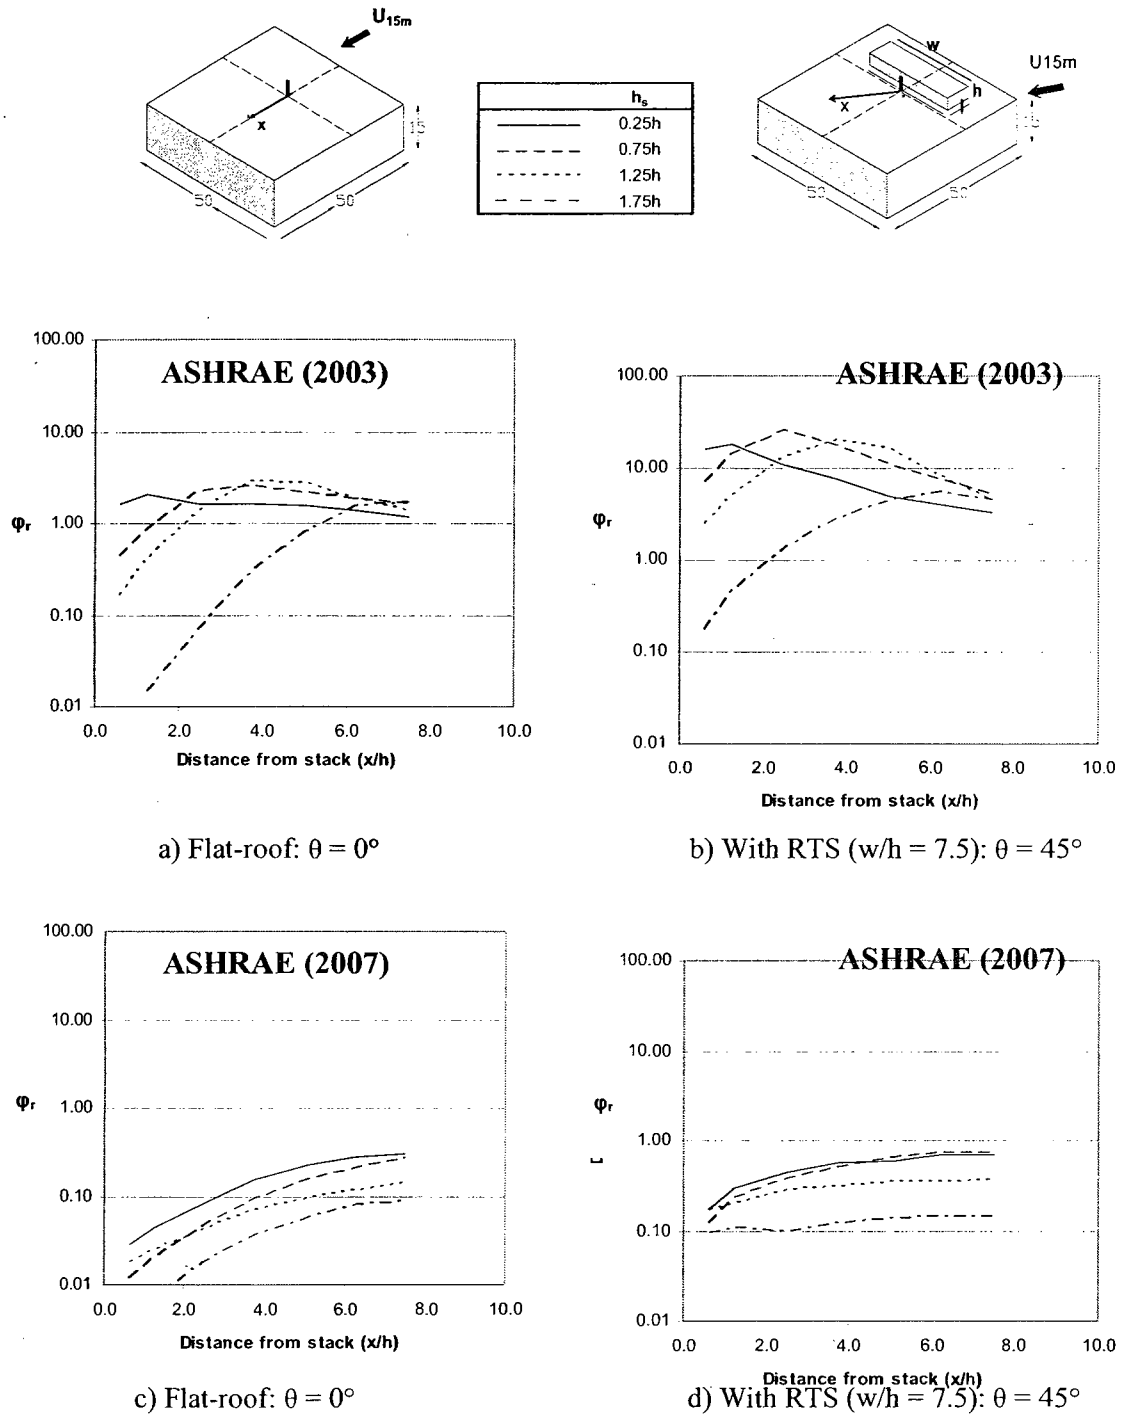 U15m
x
15
50
50
hs
0.25h
0.75h
1.25h
1.75h
w
U15m
h
x
15
50
50
ASHRAE (2003)
100.00
10.00
1.00
0.10
0.01
φr
0.0 2.0 4.0 6.0 8.0 10.0
Distance from stack (x/h)
a) Flat-roof: θ = 0°
ASHRAE (2003)
100.00
10.00
1.00
0.10
0.01
φr
0.0 2.0 4.0 6.0 8.0 10.0
Distance from stack (x/h)
b) With RTS (w/h = 7.5): θ = 45°
ASHRAE (2007)
100.00
10.00
1.00
0.10
0.01
φr
0.0 2.0 4.0 6.0 8.0 10.0
Distance from stack (x/h)
c) Flat-roof: θ = 0°
ASHRAE (2007)
100.00
10.00
1.00
0.10
0.01
φr
0.0 2.0 4.0 6.0 8.0 10.0
Distance from stack (x/h)
d) With RTS (w/h = 7.5): θ = 45°